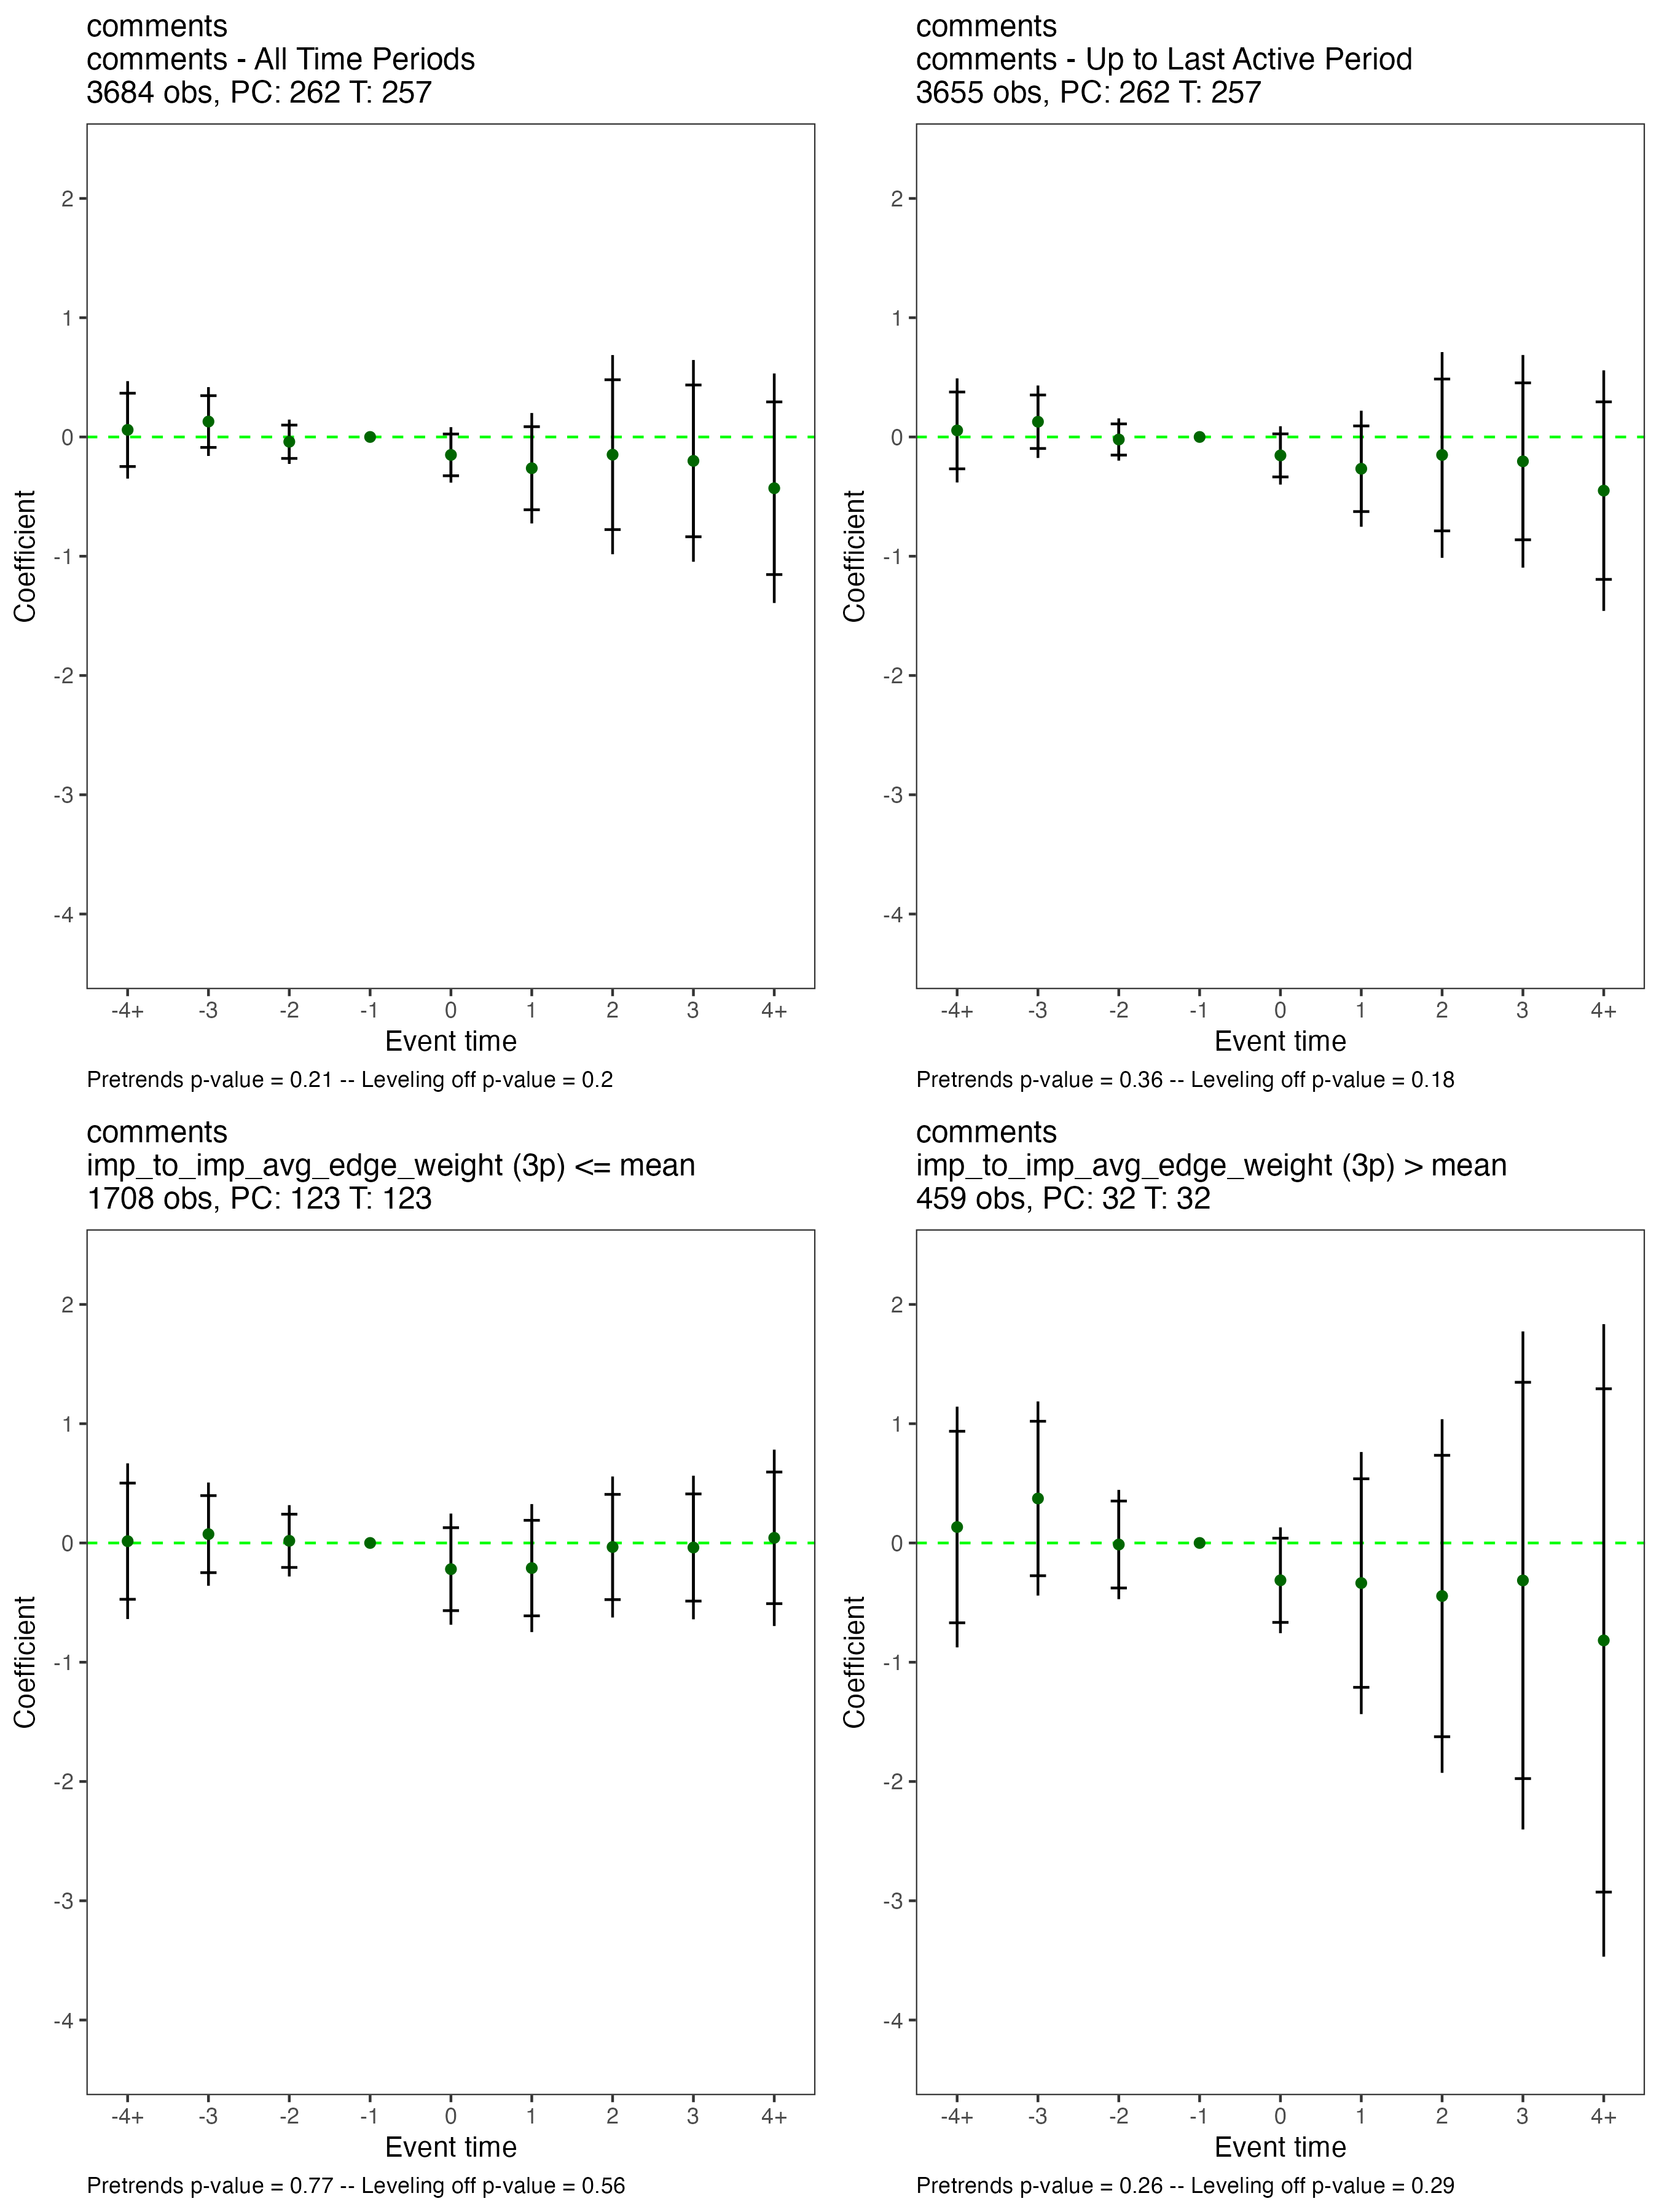 comments
comments - All Time Periods
3684 obs, PC: 262 T: 257
2
1
0
-1
-2
-3
-4
Coefficient
-4+ -3 -2 -1 0 1 2 3 4+
Event time
Pretrends p-value = 0.21 -- Leveling off p-value = 0.2
comments
comments - Up to Last Active Period
3655 obs, PC: 262 T: 257
2
1
0
-1
-2
-3
-4
Coefficient
-4+ -3 -2 -1 0 1 2 3 4+
Event time
Pretrends p-value = 0.36 -- Leveling off p-value = 0.18
comments
imp_to_imp_avg_edge_weight (3p) <= mean
1708 obs, PC: 123 T: 123
2
1
0
-1
-2
-3
-4
Coefficient
-4+ -3 -2 -1 0 1 2 3 4+
Event time
Pretrends p-value = 0.77 -- Leveling off p-value = 0.56
comments
imp_to_imp_avg_edge_weight (3p) > mean
459 obs, PC: 32 T: 32
2
1
0
-1
-2
-3
-4
Coefficient
-4+ -3 -2 -1 0 1 2 3 4+
Event time
Pretrends p-value = 0.26 -- Leveling off p-value = 0.29